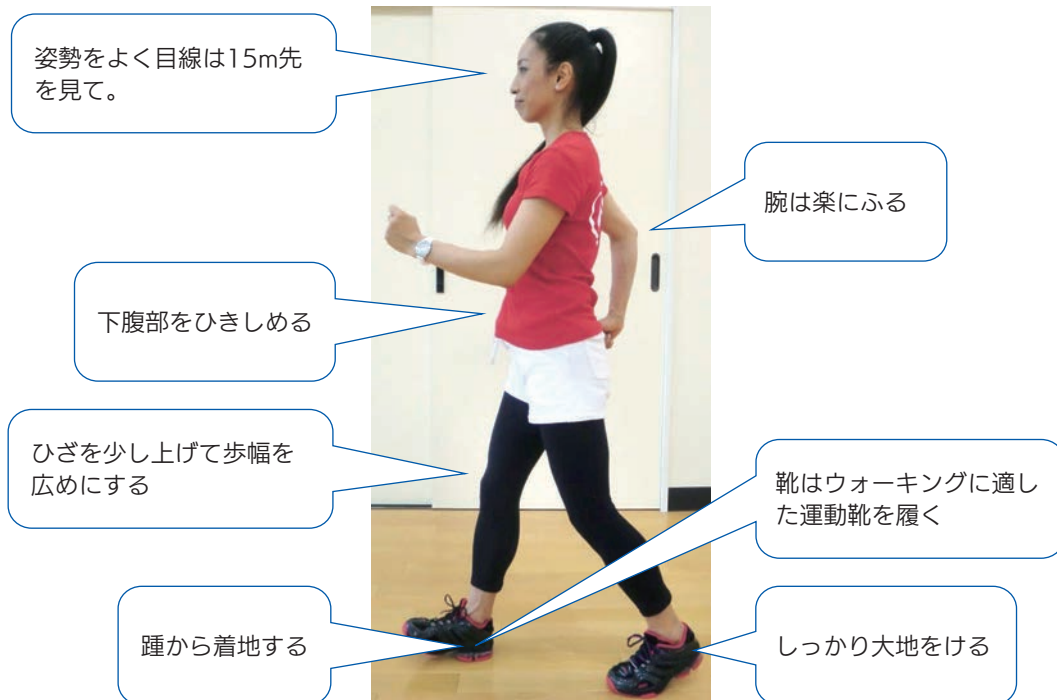 姿勢をよく目線は15m先
を見て。
腕は楽にふる
下腹部をひきしめる
ひざを少し上げて歩幅を
広めにする
靴はウォーキングに適し
た運動靴を履く
踵から着地する
しっかり大地をける